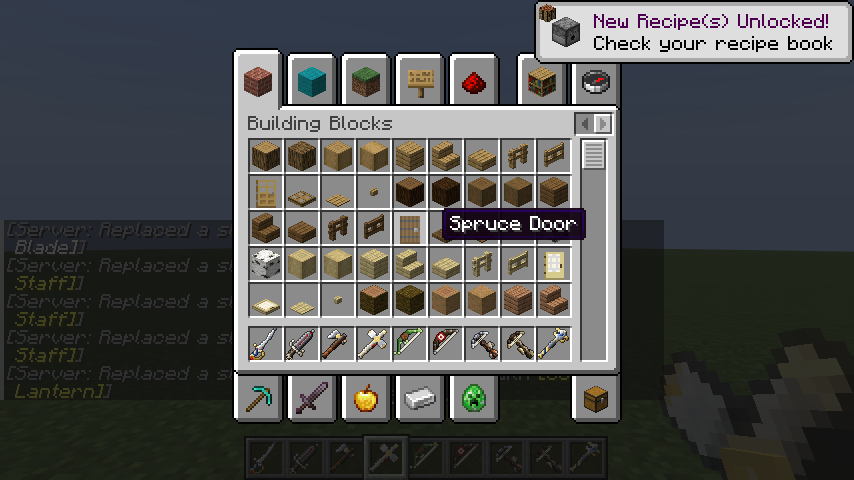 New Recipe(s) Unlocked!
Check your recipe book
Building Blocks
Spruce Door
[Server: Replaced a s
Blade]]
[Server: Replaced a s
Staff]]
[Server: Replaced a s
Staff]]
[Server: Replaced a s
Staff]]
[Server: Replaced a s
Lantern]]